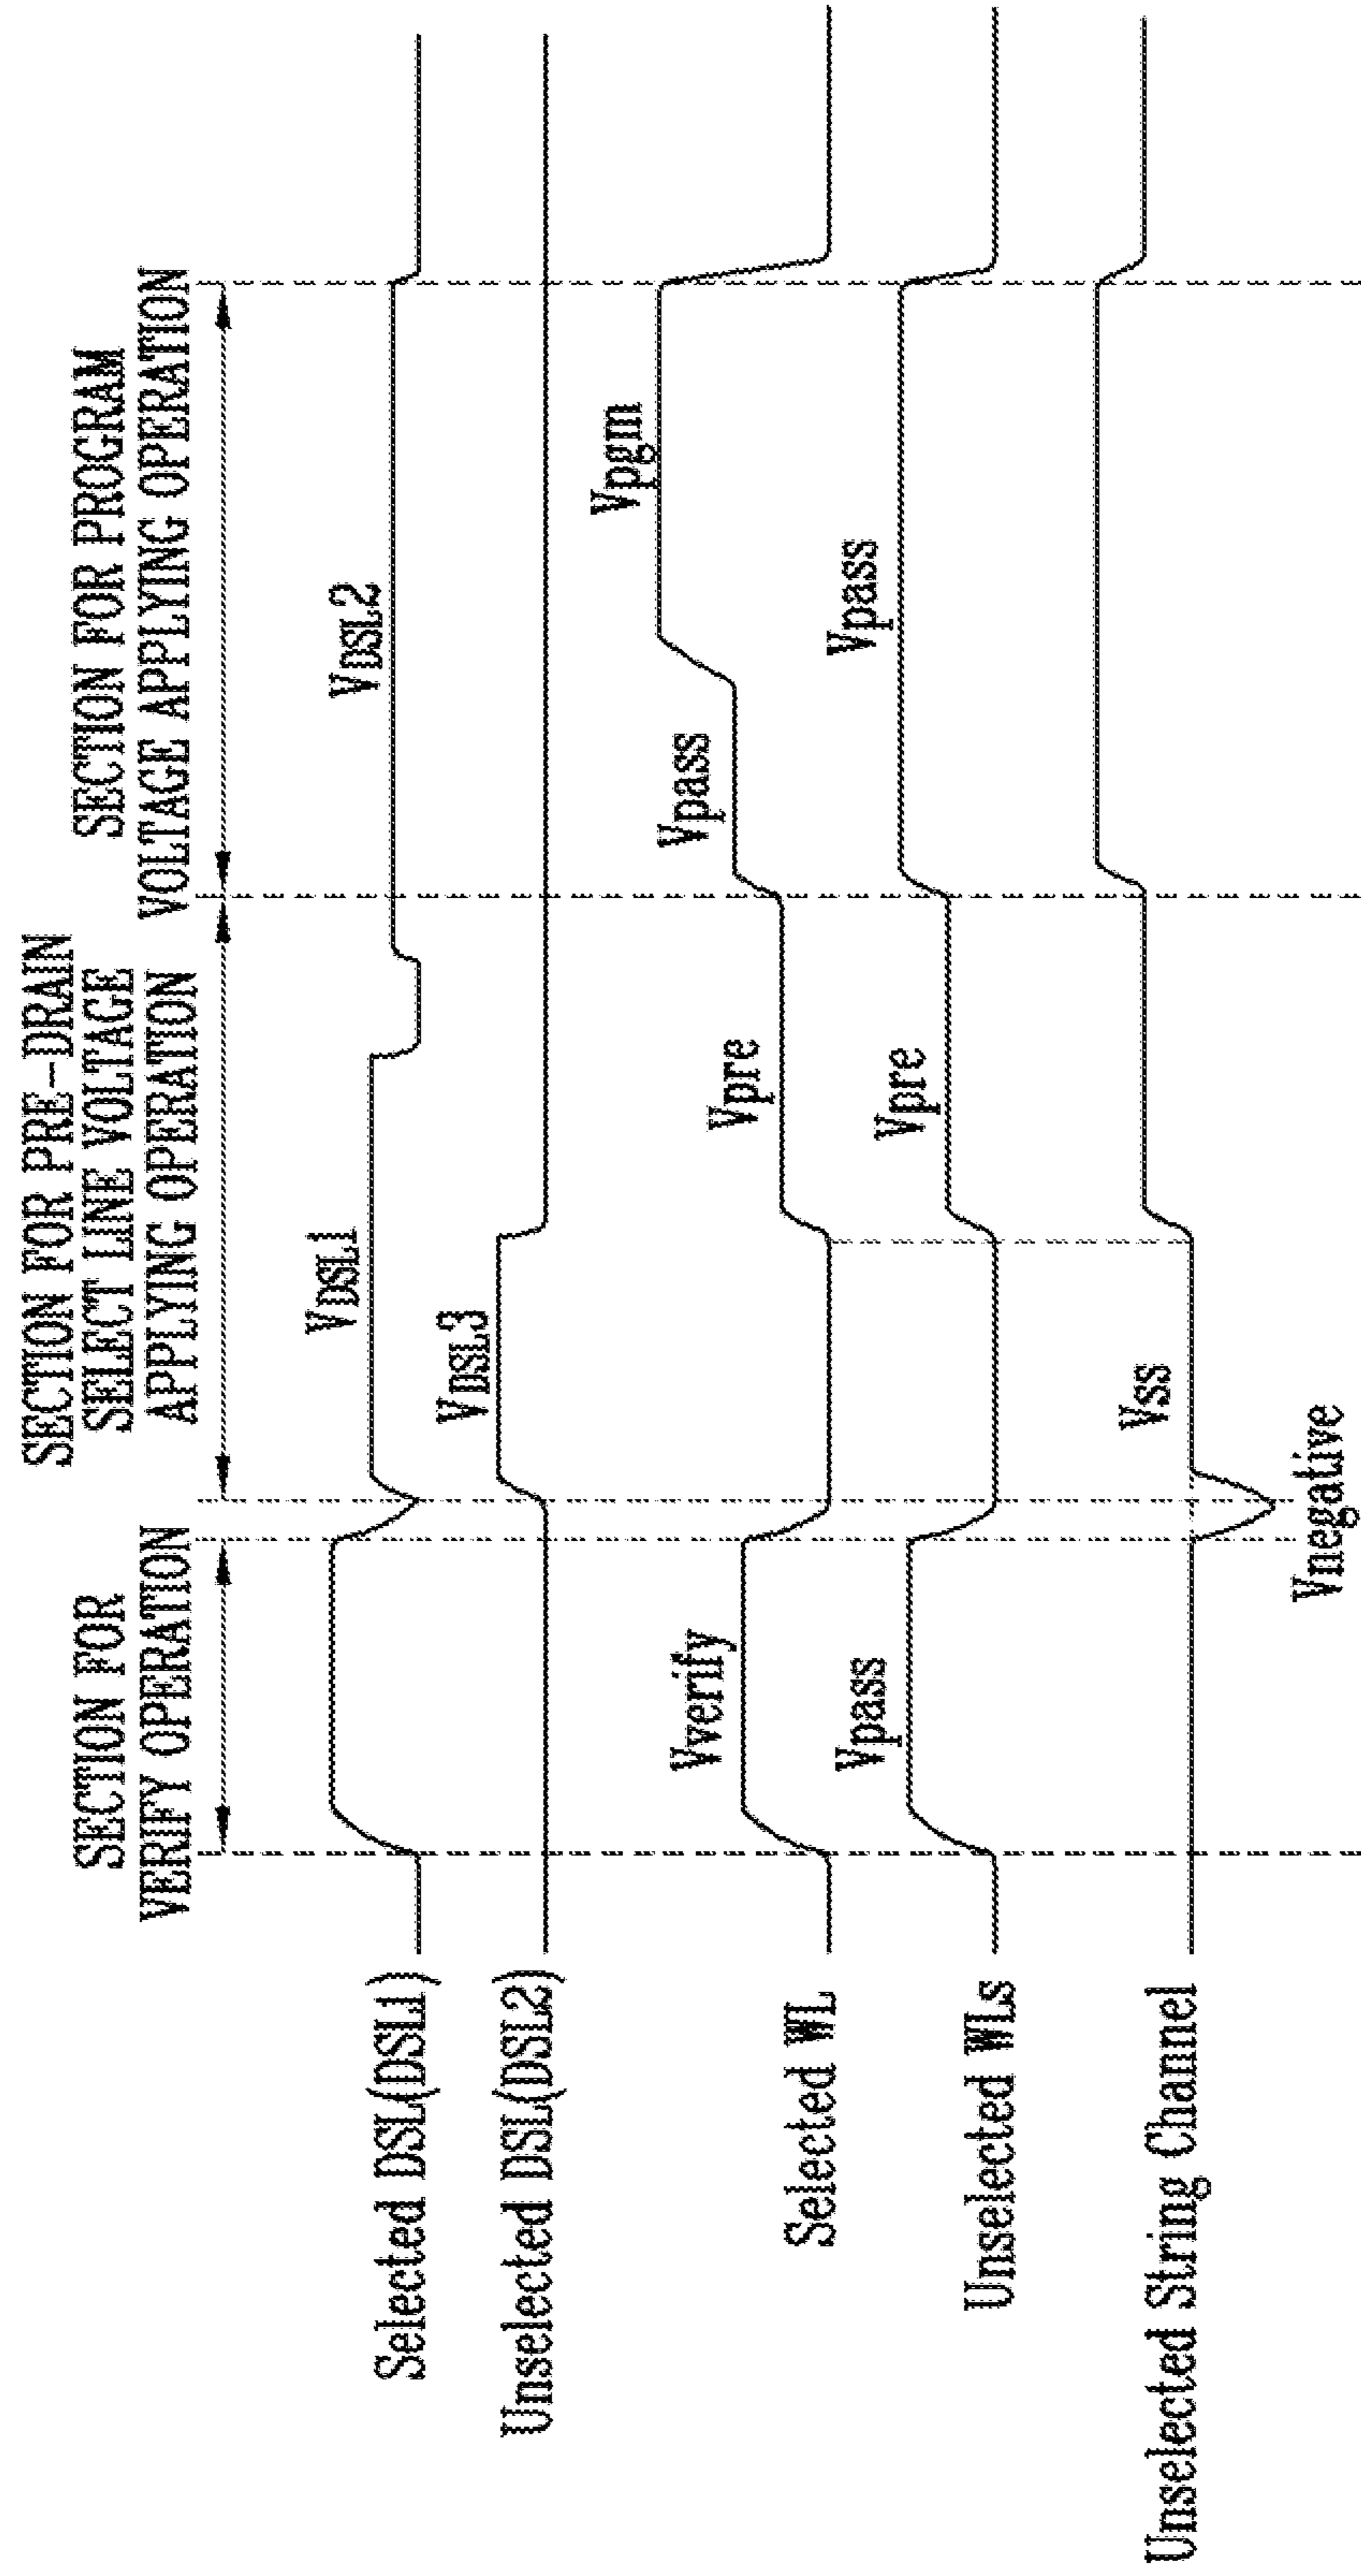 SECTION FOR
VERIFY OPERATION
SECTION FOR PRE-DRAIN
SELECT LINE VOLTAGE
APPLYING OPERATION
SECTION FOR PROGRAM
VOLTAGE APPLYING OPERATION
Selected DSL(DSL1)
VDSL1
VDSL2
Unselected DSL(DSL2)
VDSL3
Selected WL
Vverify
Vpre
Vpass
Vpgm
Unselected WLs
Vpass
Vpre
Vpass
Unselected String Channel
Vss
Vnegative